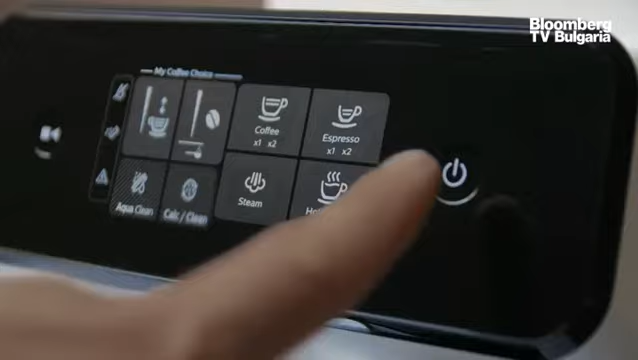 Bloomberg
TV Bulgaria
My Coffee Choice
Coffee
x1 x2
Espresso
x1 x2
Aqua Clean
Calc / Clean
Steam